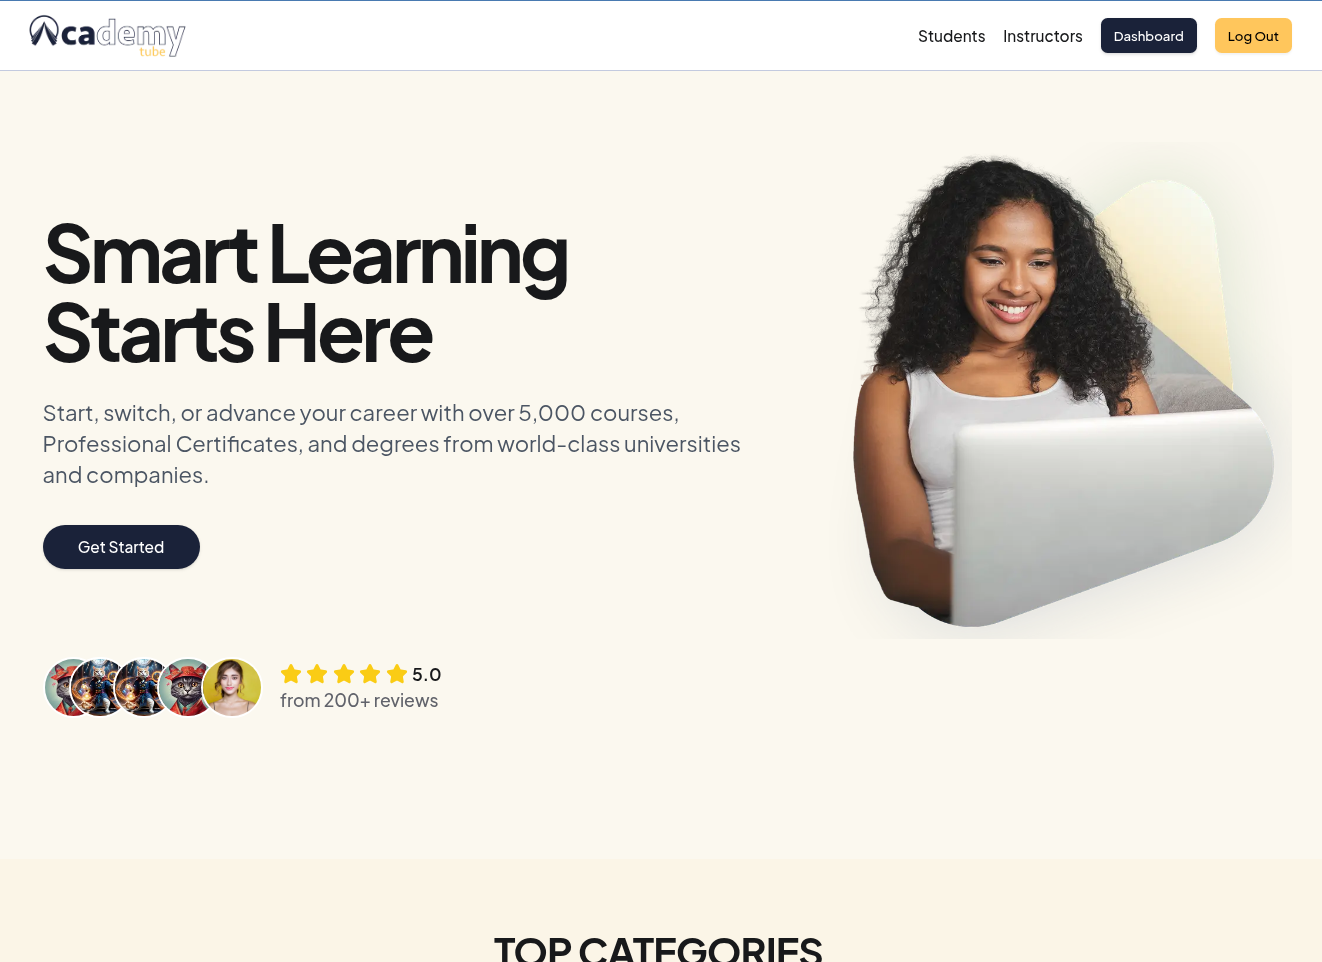 Academy
tube
Students
Instructors
Dashboard
Log Out
Smart Learning
Starts Here
Start, switch, or advance your career with over 5,000 courses,
Professional Certificates, and degrees from world-class universities
and companies.
Get Started
5.0
from 200+ reviews
TOP CATEGORIES